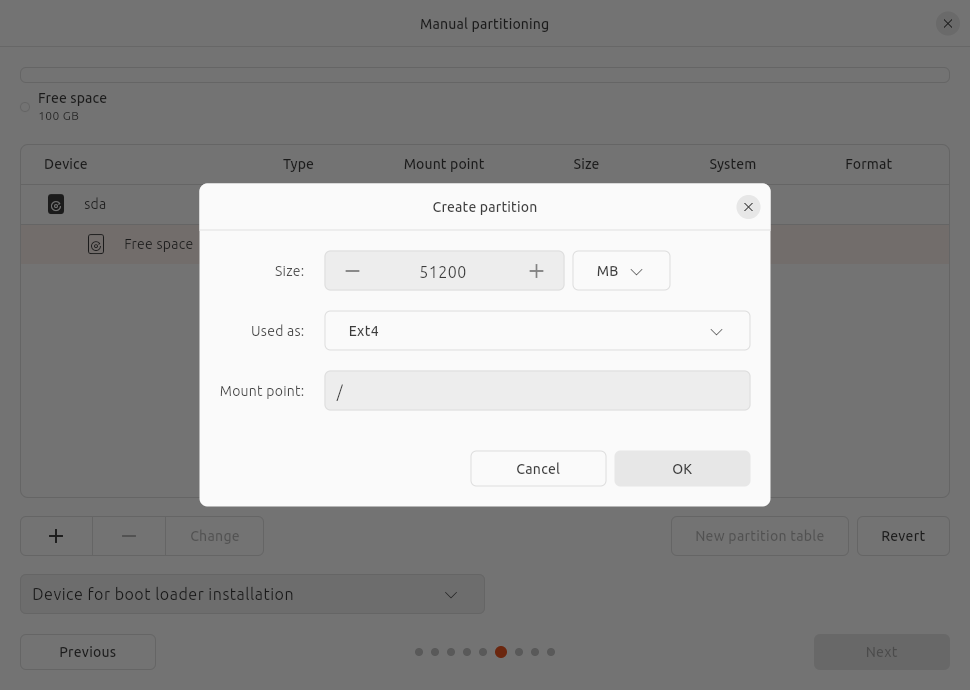 Manual partitioning
Free space
100 GB
Device Type Mount point Size System Format
sda
Free space
Create partition
Size: 51200 MB
Used as: Ext4
Mount point: /
Cancel OK
Change New partition table Revert
Device for boot loader installation
Previous Next